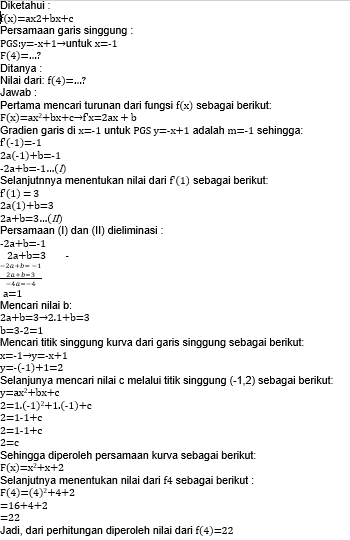 Diketahui :
f(x)=ax2+bx+c
Persamaan garis singgung :
PGS:y=-x+1→untuk x=-1
F(4)=...?
Ditanya :
Nilai dari: f(4)=...?
Jawab :
Pertama mencari turunan dari fungsi f(x) sebagai berikut:
F(x)=ax²+bx+c→f'x=2ax + b
Gradien garis di x=-1 untuk PGS y=-x+1 adalah m=-1 sehingga:
f'(-1)=-1
2a(-1)+b=-1
-2a+b=-1...(I)
Selanjutnnya menentukan nilai dari f'(1) sebagai berikut:
f'(1) = 3
2a(1)+b=3
2a+b=3...(II)
Persamaan (I) dan (II) dieliminasi :
-2a+b=-1
2a+b=3 -
-2a+b=-1
2a+b=3
-4a=-4
a=1
Mencari nilai b:
2a+b=3→2.1+b=3
b=3-2=1
Mencari titik singgung kurva dari garis singgung sebagai berikut:
x=-1→y=-x+1
y=-(-1)+1=2
Selanjunya mencari nilai c melalui titik singgung (-1,2) sebagai berikut:
y=ax²+bx+c
2=1.(-1)²+1.(-1)+c
2=1-1+c
2=1-1+c
2=c
Sehingga diperoleh persamaan kurva sebagai berikut:
F(x)=x²+x+2
Selanjutnya menentukan nilai dari f4 sebagai berikut :
F(4)=(4)²+4+2
=16+4+2
=22
Jadi, dari perhitungan diperoleh nilai dari f(4)=22